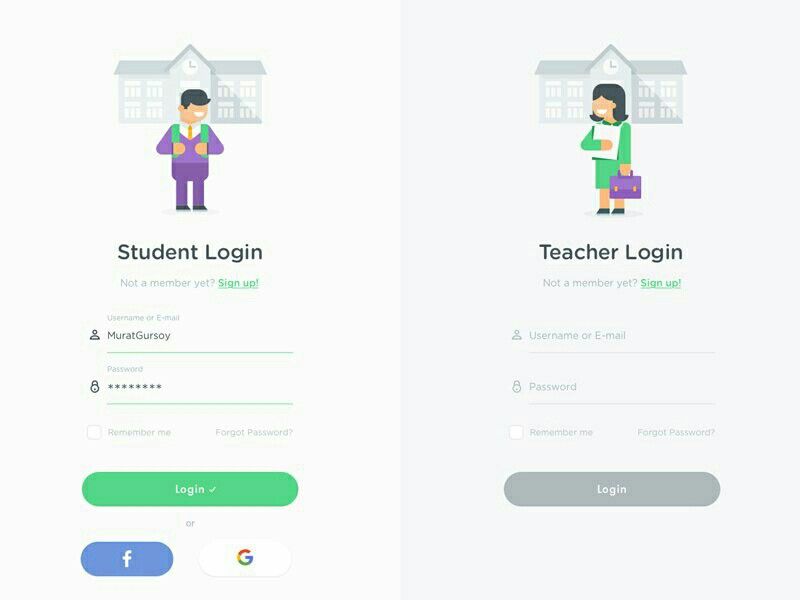 Student Login
Not a member yet? Sign up!
Username or E-mail
MuratGursoy
Password
********
Remember me
Forgot Password?
Login
or
f
G
Teacher Login
Not a member yet? Sign up!
Username or E-mail
Password
Remember me
Forgot Password?
Login